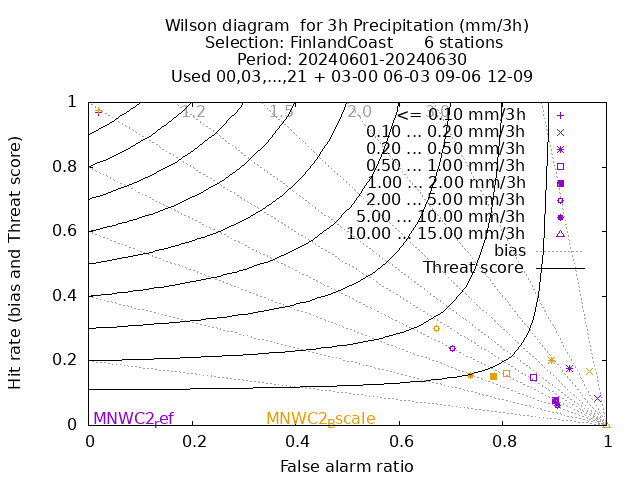 Wilson diagram  for 3h Precipitation (mm/3h)
Selection: FinlandCoast      6 stations
Period: 20240601-20240630
Used 00,03,...,21 + 03-00 06-03 09-06 12-09
Hit rate (bias and Threat score)
1
0.8
0.6
0.4
0.2
0
1.2
1.5
2.0
3.0
<= 0.10 mm/3h
0.10 ... 0.20 mm/3h
0.20 ... 0.50 mm/3h
0.50 ... 1.00 mm/3h
1.00 ... 2.00 mm/3h
2.00 ... 5.00 mm/3h
5.00 ... 10.00 mm/3h
10.00 ... 15.00 mm/3h
bias
Threat score
MNWC2ref
MNWC2Bscale
0
0.2
0.4
0.6
0.8
1
False alarm ratio